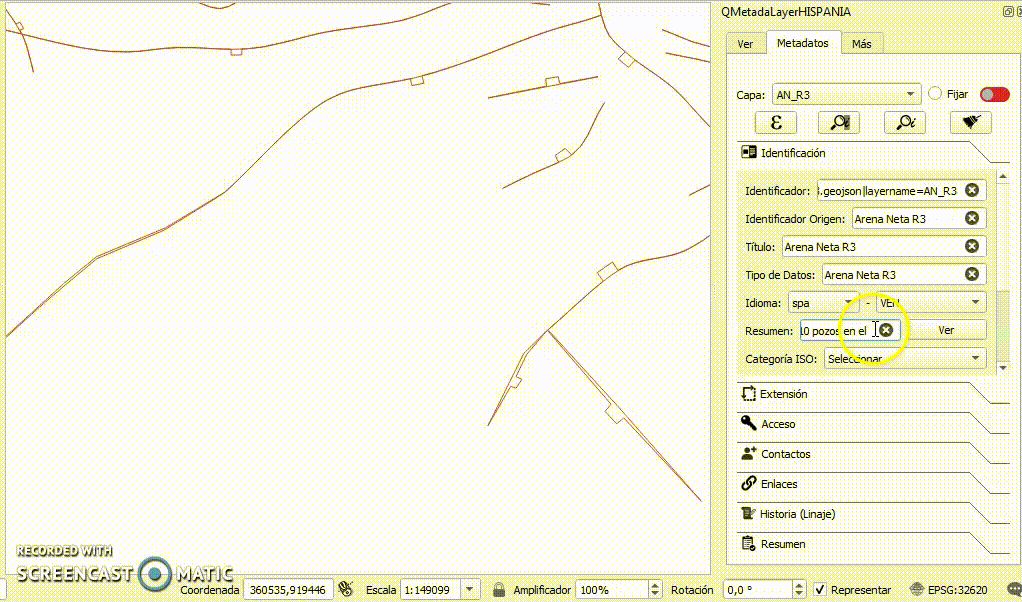 QMetadaLayerHISPANIA
Ver Metadatos Más
Capa: AN_R3 Fijar
ε
Identificación
Identificador: 3.geojson|layername=AN_R3
Identificador Origen: Arena Neta R3
Título: Arena Neta R3
Tipo de Datos: Arena Neta R3
Idioma: spa - VEN
Resumen: 10 pozos en el Ver
Categoría ISO: Seleccionar
Extensión
Acceso
Contactos
Enlaces
Historia (Linaje)
Resumen
RECORDED WITH
SCREENCAST MATIC
Coordenada 360535,919446 Escala 1:149099 Amplificador 100% Rotación 0,0 ° Representar EPSG:32620